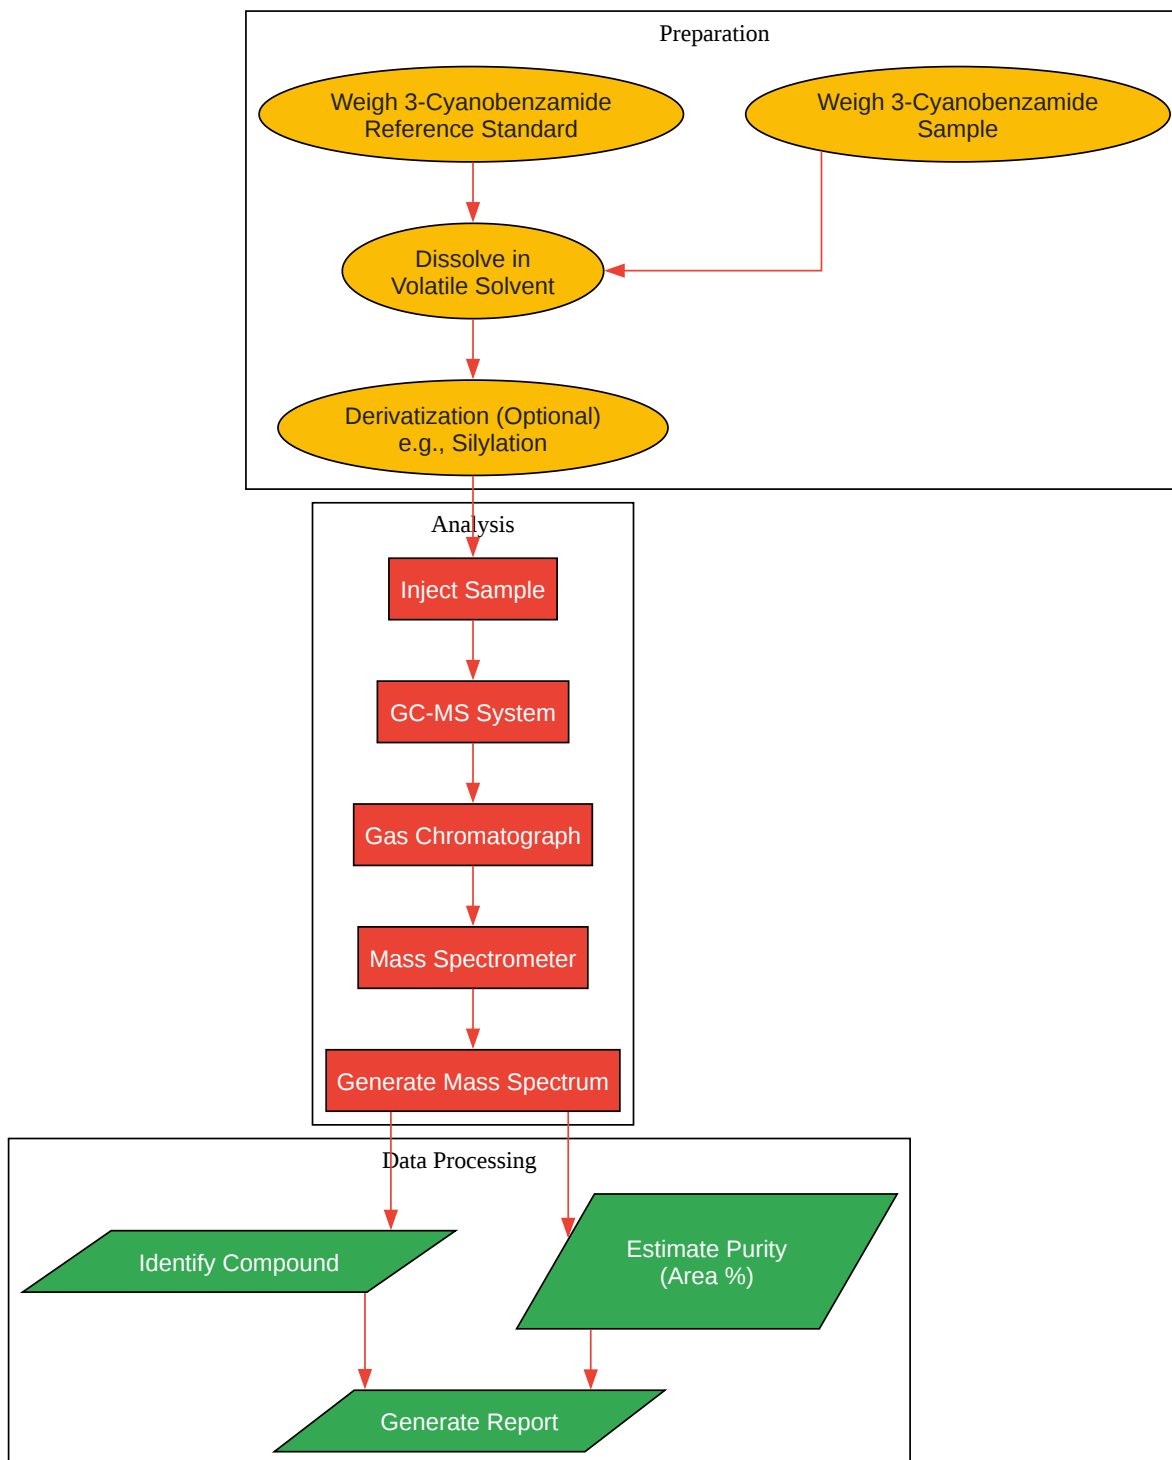 Preparation
Weigh 3-Cyanobenzamide
Reference Standard
Weigh 3-Cyanobenzamide
Sample
Dissolve in
Volatile Solvent
Derivatization (Optional)
e.g., Silylation
Analysis
Inject Sample
GC-MS System
Gas Chromatograph
Mass Spectrometer
Generate Mass Spectrum
Data Processing
Identify Compound
Estimate Purity
(Area %)
Generate Report